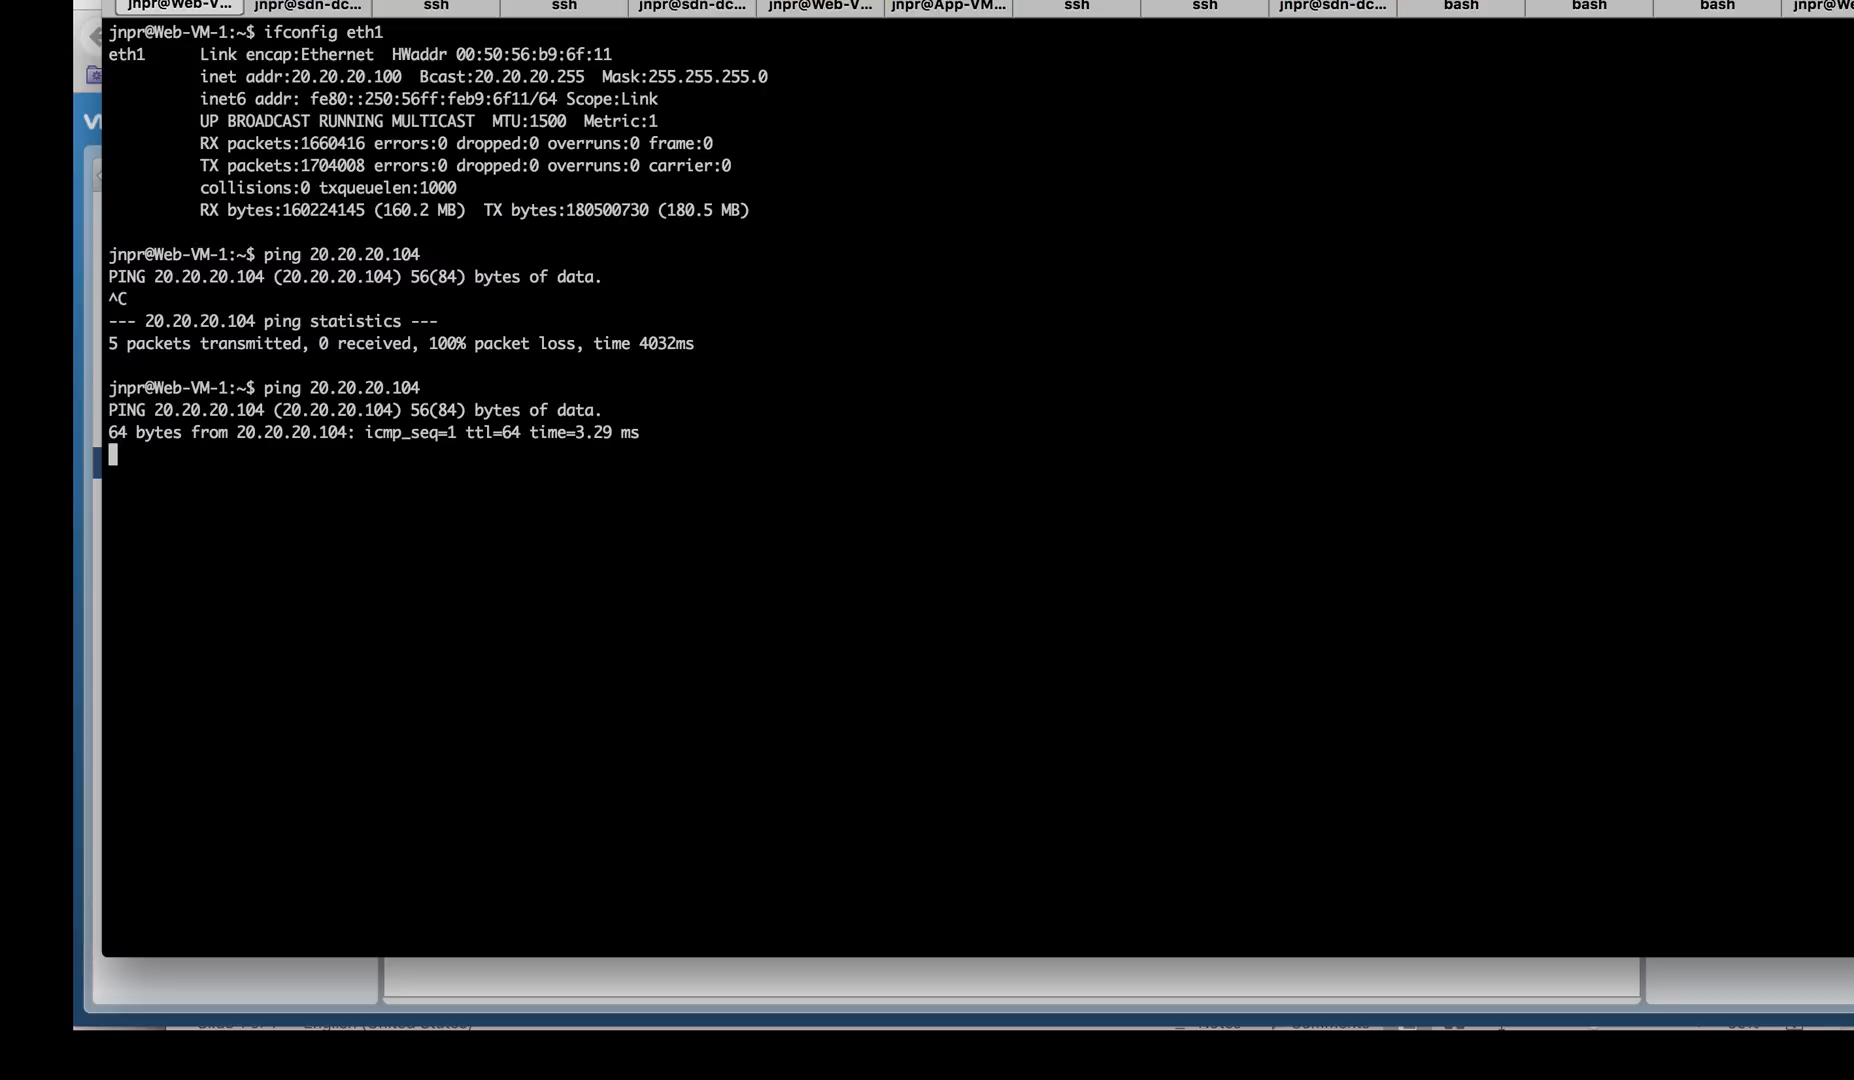 jnpr@Web-V... jnpr@sdn-dc... ssh ssh jnpr@sdn-dc... jnpr@Web-V... jnpr@App-VM... ssh ssh jnpr@sdn-dc... bash bash bash jnpr@We
jnpr@Web-VM-1:~$ ifconfig eth1
eth1 Link encap:Ethernet HWaddr 00:50:56:b9:6f:11
inet addr:20.20.20.100 Bcast:20.20.20.255 Mask:255.255.255.0
inet6 addr: fe80::250:56ff:feb9:6f11/64 Scope:Link
UP BROADCAST RUNNING MULTICAST MTU:1500 Metric:1
RX packets:1660416 errors:0 dropped:0 overruns:0 frame:0
TX packets:1704008 errors:0 dropped:0 overruns:0 carrier:0
collisions:0 txqueuelen:1000
RX bytes:160224145 (160.2 MB) TX bytes:180500730 (180.5 MB)
jnpr@Web-VM-1:~$ ping 20.20.20.104
PING 20.20.20.104 (20.20.20.104) 56(84) bytes of data.
^C
--- 20.20.20.104 ping statistics ---
5 packets transmitted, 0 received, 100% packet loss, time 4032ms
jnpr@Web-VM-1:~$ ping 20.20.20.104
PING 20.20.20.104 (20.20.20.104) 56(84) bytes of data.
64 bytes from 20.20.20.104: icmp_seq=1 ttl=64 time=3.29 ms